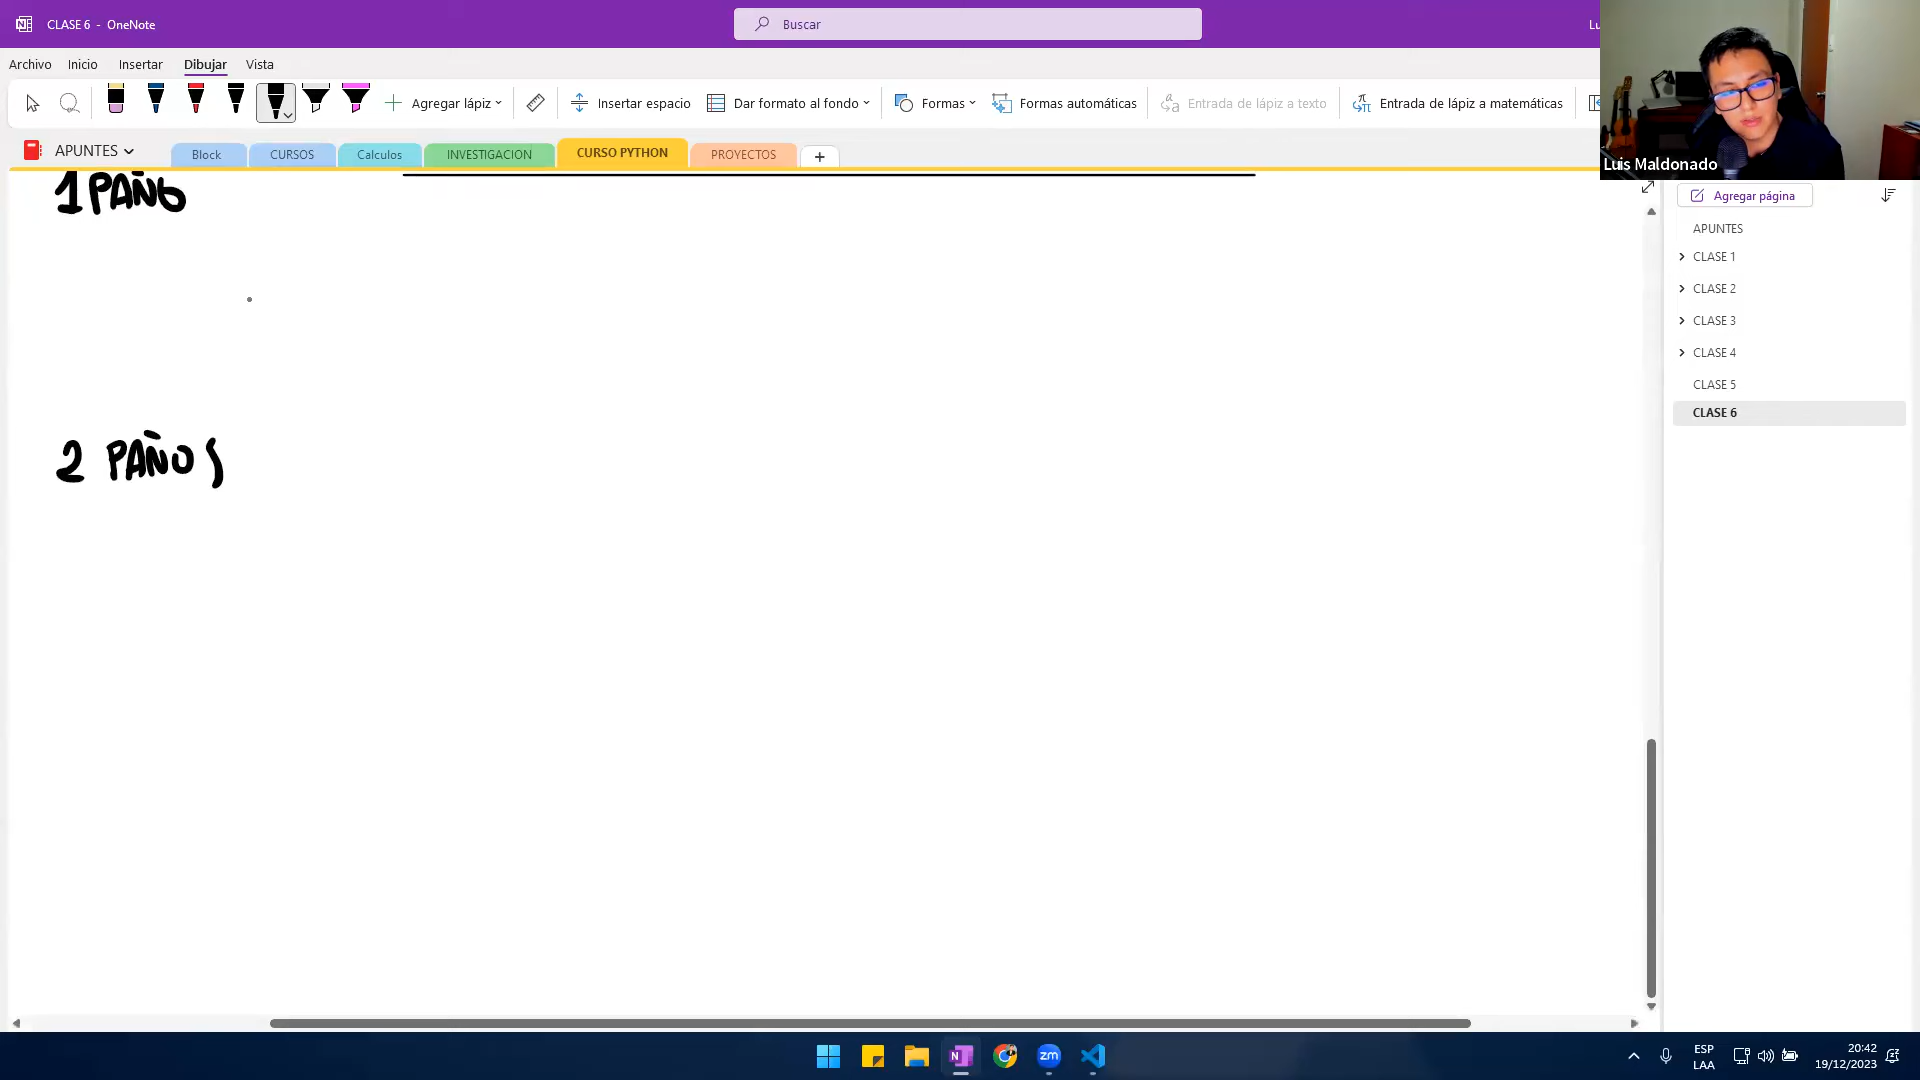 CLASE 6 - OneNote
Buscar
Lu
Archivo Inicio Insertar Dibujar Vista
Agregar lápiz
Insertar espacio
Dar formato al fondo
Formas
Formas automáticas
Entrada de lápiz a texto
Entrada de lápiz a matemáticas
Luis Maldonado
APUNTES
Block
CURSOS
Calculos
INVESTIGACION
CURSO PYTHON
PROYECTOS
+
1 PAÑO
2 PAÑOS
Agregar página
APUNTES
CLASE 1
CLASE 2
CLASE 3
CLASE 4
CLASE 5
CLASE 6
N
zm
ESP
LAA
20:42
19/12/2023